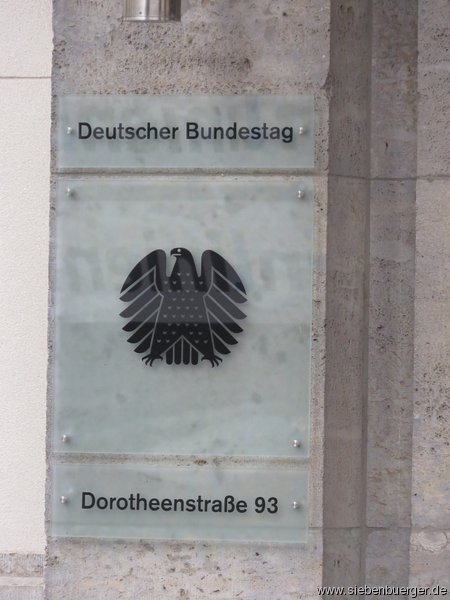 Deutscher Bundestag
Dorotheenstraße 93
www.siebenbuerger.de